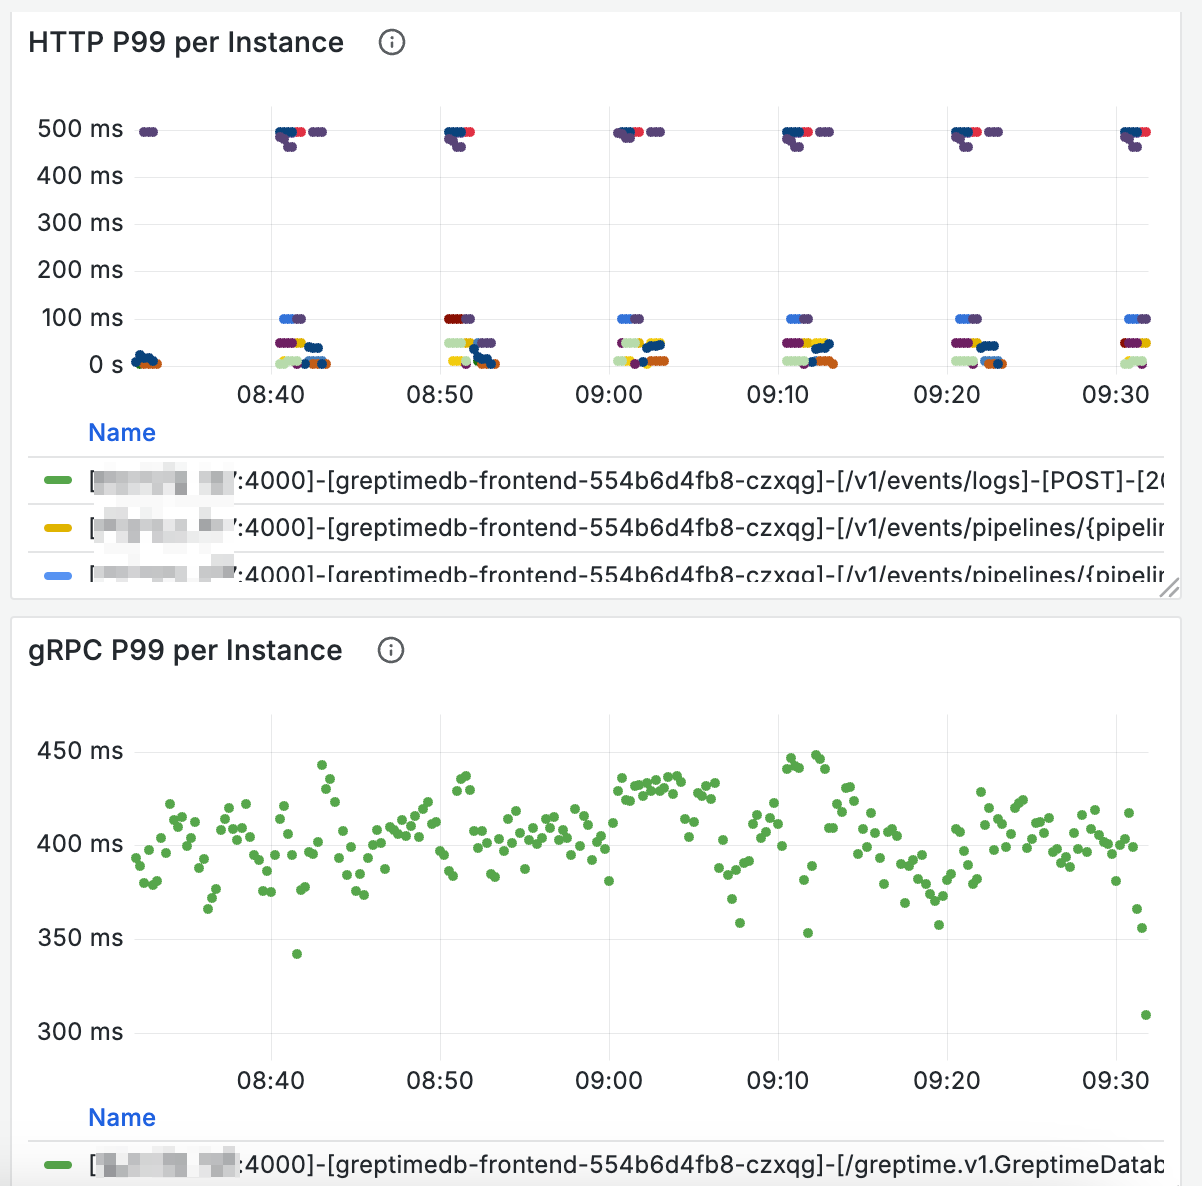 HTTP P99 per Instance
500 ms
400 ms
300 ms
200 ms
100 ms
0 s
08:40 08:50 09:00 09:10 09:20 09:30
Name
[:4000]-[greptimedb-frontend-554b6d4fb8-czxqg]-[/v1/events/logs]-[POST]-[20
[:4000]-[greptimedb-frontend-554b6d4fb8-czxqg]-[/v1/events/pipelines/{pipelin
[:4000]-[greptimedb-frontend-554b6d4fb8-czxqg]-[/v1/events/pipelines/{pipelin
gRPC P99 per Instance
450 ms
400 ms
350 ms
300 ms
08:40 08:50 09:00 09:10 09:20 09:30
Name
[:4000]-[greptimedb-frontend-554b6d4fb8-czxqg]-[/greptime.v1.GreptimeDatab